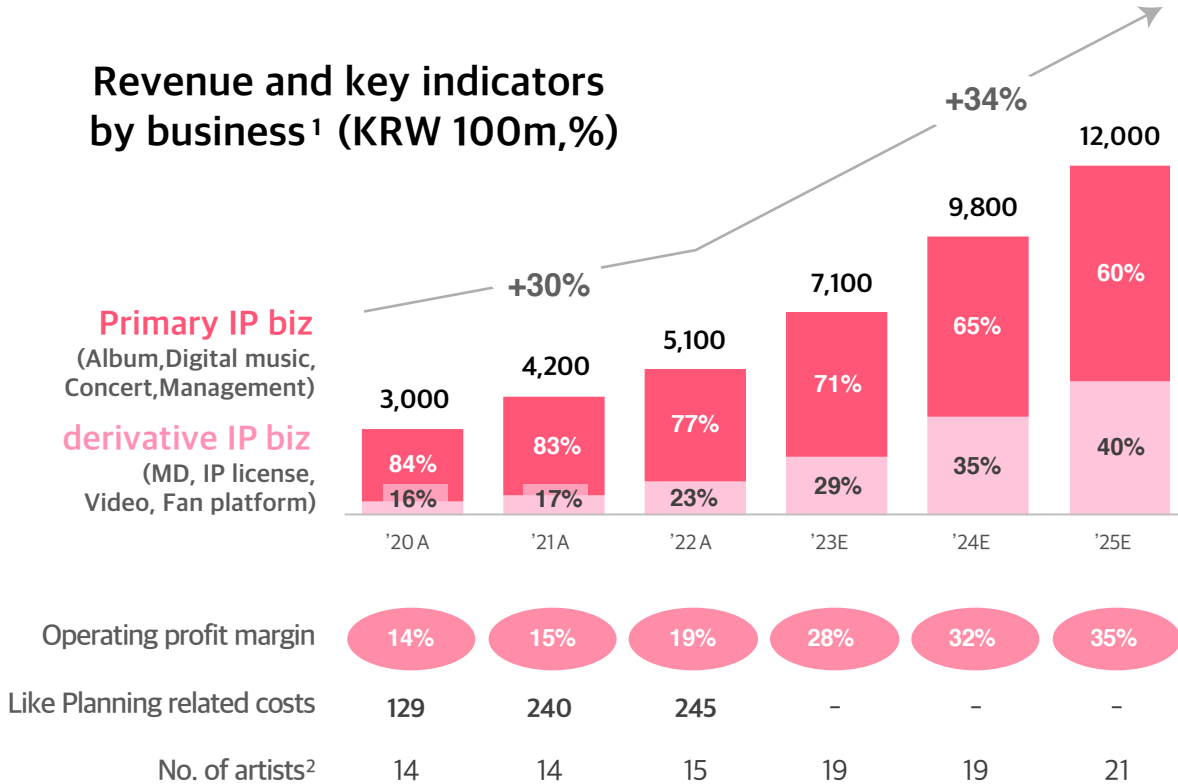 Revenue and key indicators
by business¹ (KRW 100m,%)
+30%
+34%
Primary IP biz
(Album,Digital music,
Concert,Management)
derivative IP biz
(MD, IP license,
Video, Fan platform)
3,000
4,200
5,100
7,100
9,800
12,000
84%
83%
77%
71%
65%
60%
16%
17%
23%
29%
35%
40%
'20A
'21A
'22A
'23E
'24E
'25E
Operating profit margin 14% 15% 19% 28% 32% 35%
Like Planning related costs 129 240 245 - - -
No. of artists² 14 14 15 19 19 21